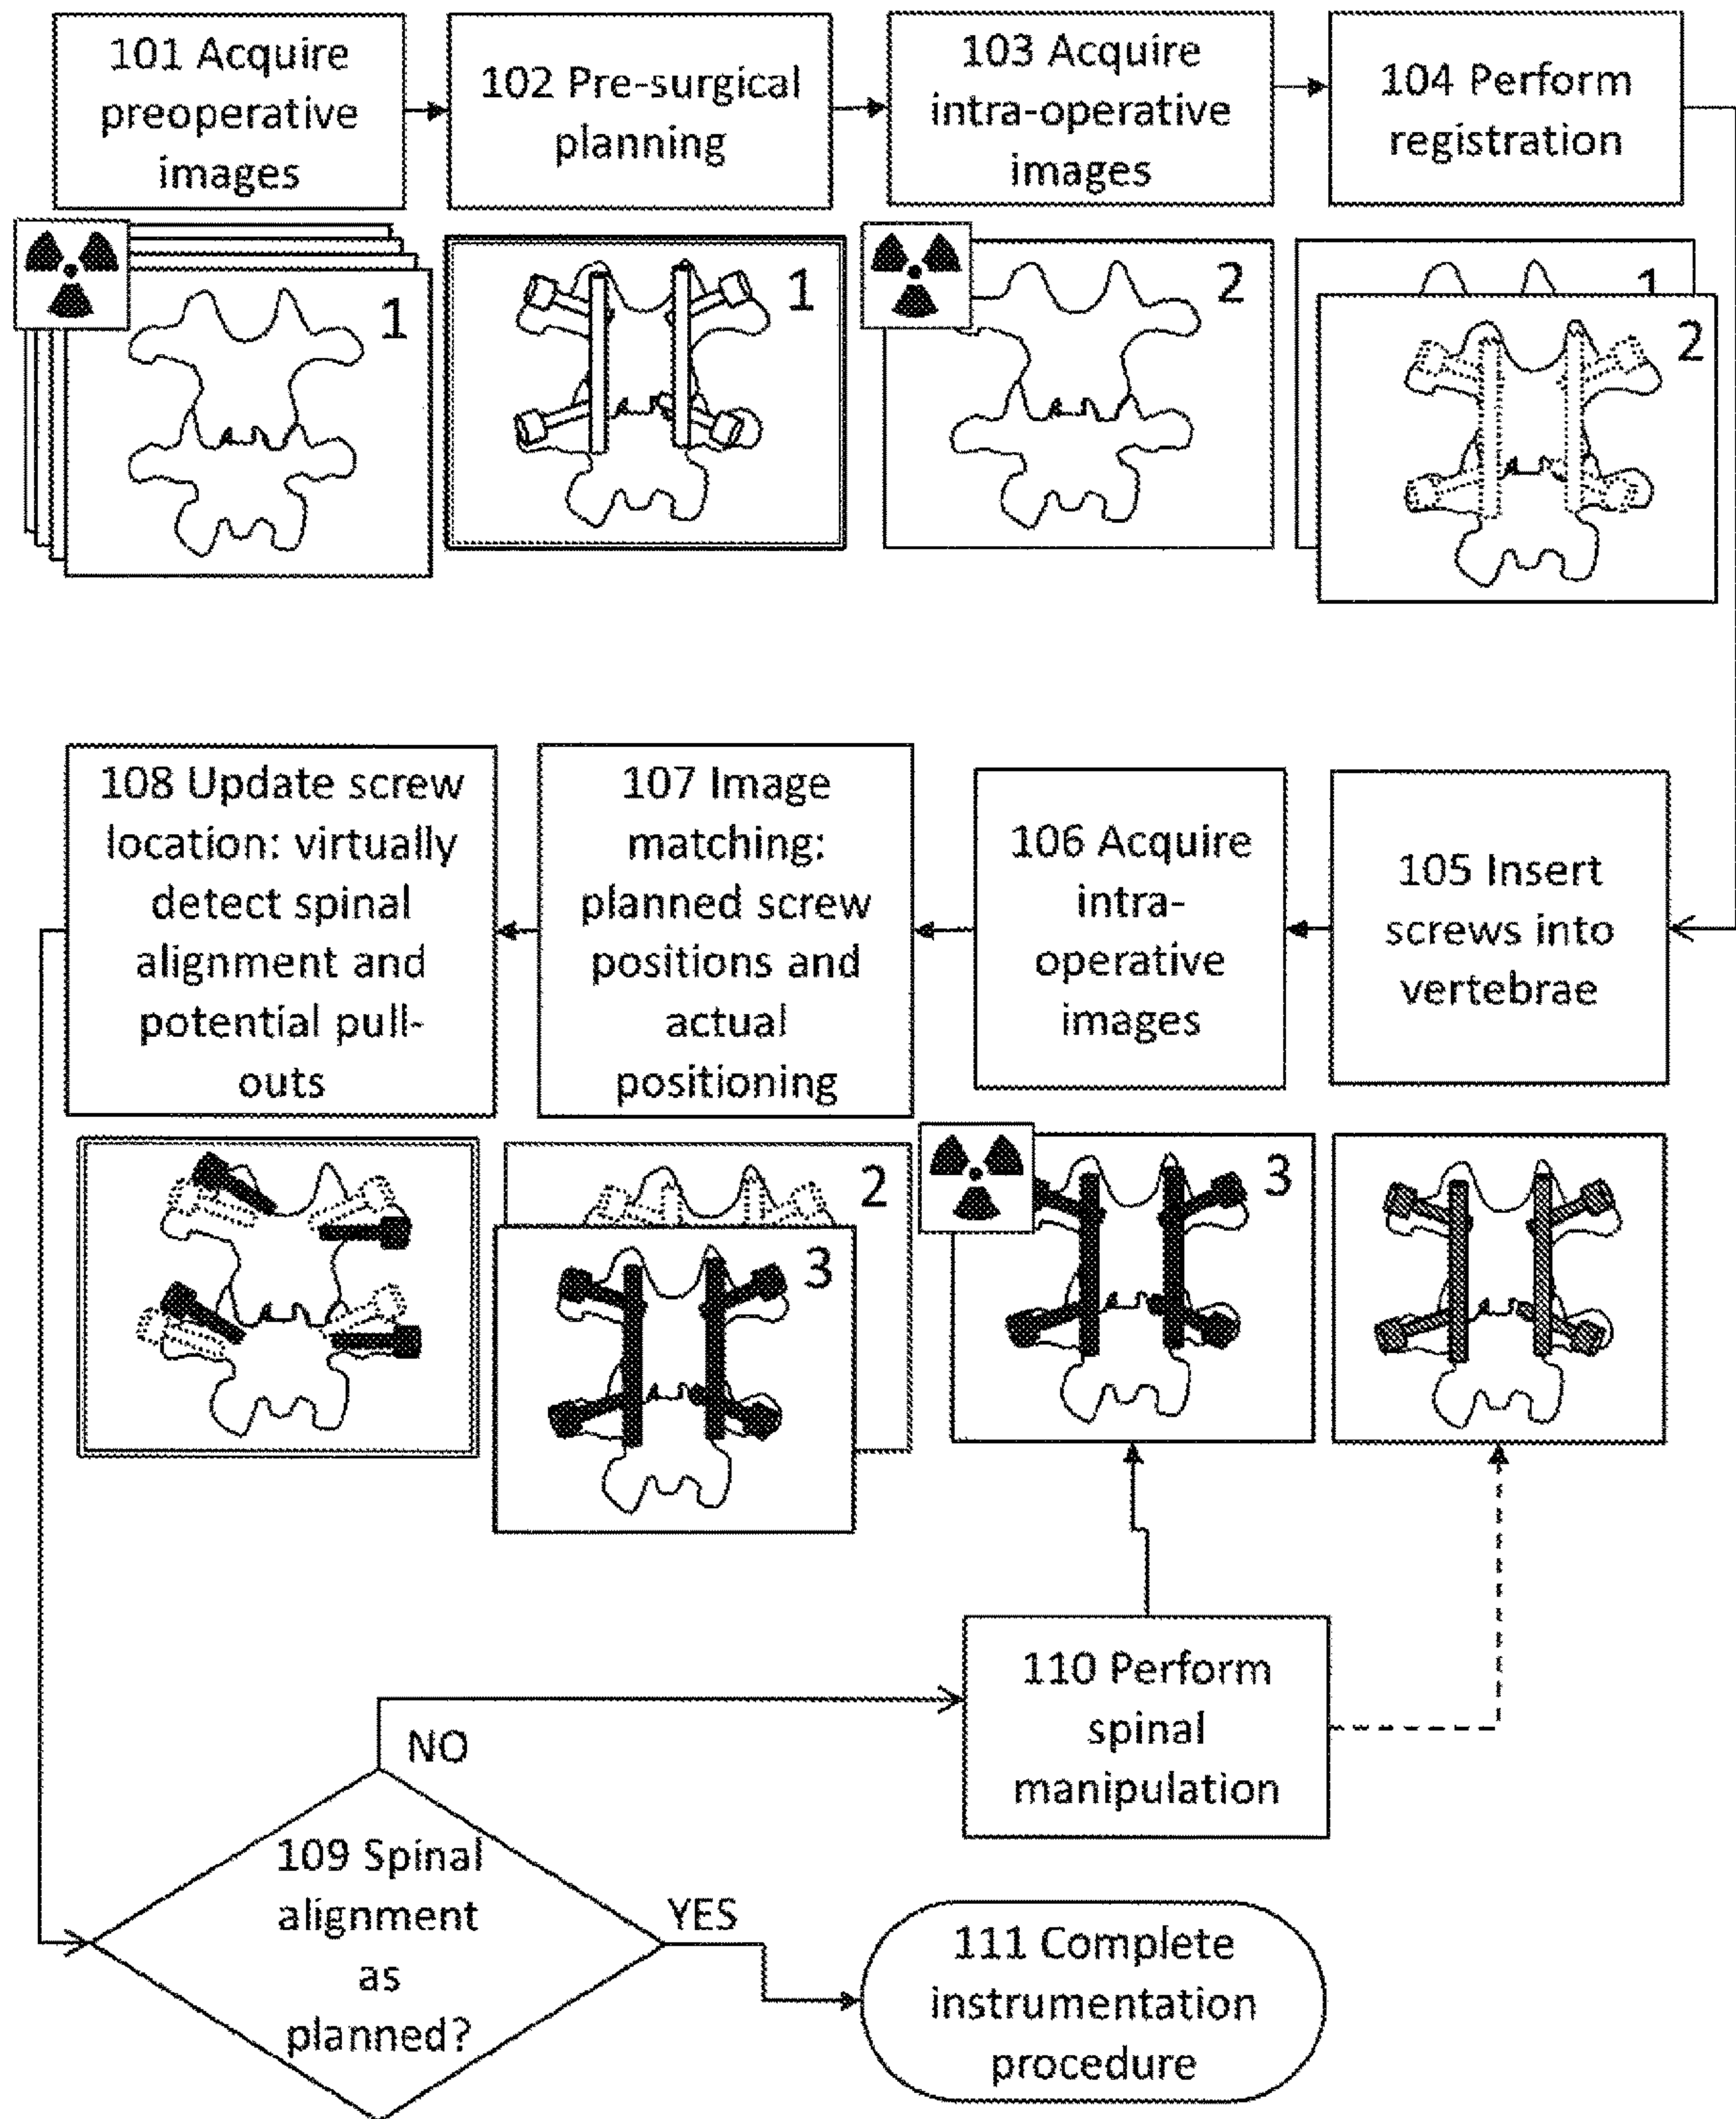 101 Acquire
preoperative
images
102 Pre-surgical
planning
103 Acquire
intra-operative
images
104 Perform
registration
1
1
2
1
2
108 Update screw
location: virtually
detect spinal
alignment and
potential pull-
outs
107 Image
matching:
planned screw
positions and
actual
positioning
106 Acquire
intra-
operative
images
105 Insert
screws into
vertebrae
2
3
3
110 Perform
spinal
manipulation
NO
109 Spinal
alignment
as
planned?
YES
111 Complete
instrumentation
procedure